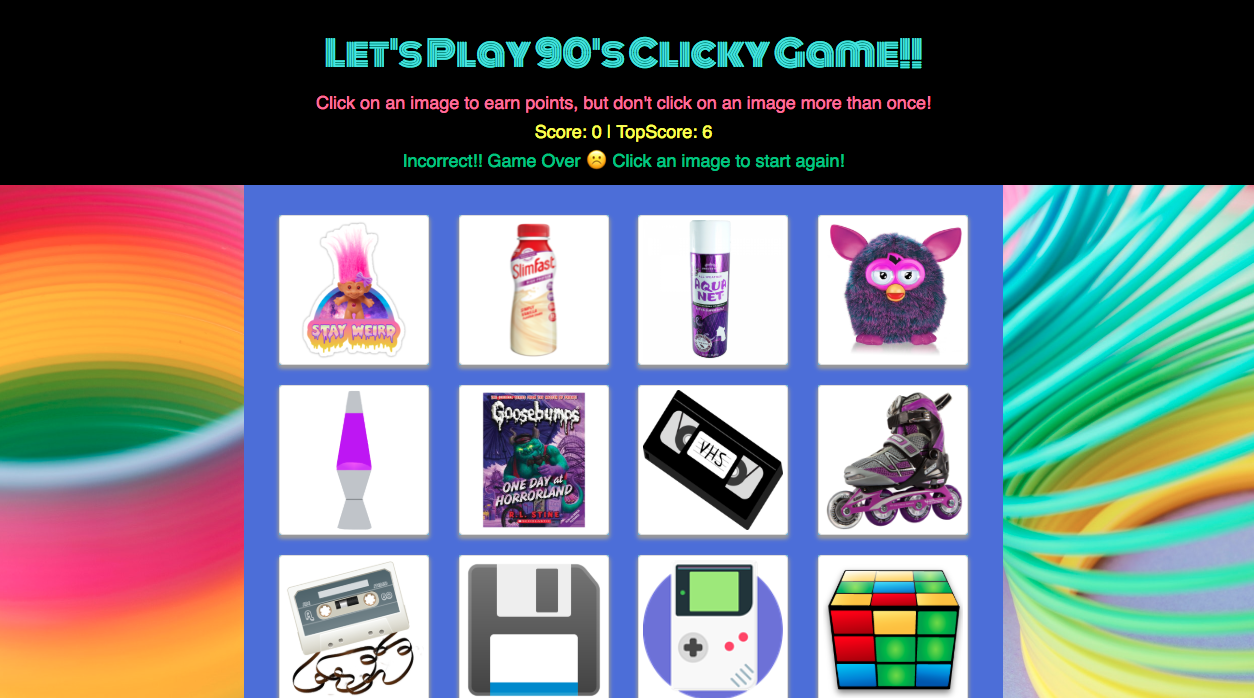 Let's Play 90's Clicky Game!!
Click on an image to earn points, but don't click on an image more than once!
Score: 0 | TopScore: 6
Incorrect!! Game Over ☹️ Click an image to start again!
STAY WEIRD
SlimFast
AQUA
NET
Goosebumps
ONE DAY at
HORRORLAND
R.L. STINE
SCHOLASTIC
VHS